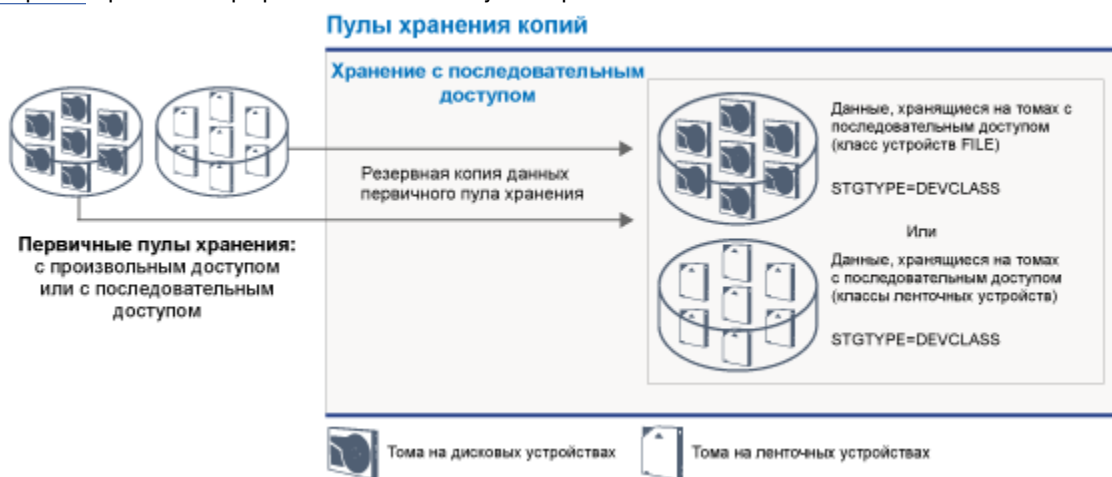 Пулы хранения копий
Хранение с последовательным
доступом
Данные, хранящиеся на томах с
последовательным доступом
(класс устройств FILE)
STGTYPE=DEVCLASS
Резервная копия данных
первичного пула хранения
Или
Первичные пулы хранения:
с произвольным доступом
или с последовательным
доступом
Данные, хранящиеся на томах
с последовательным доступом
(классы ленточных устройств)
STGTYPE=DEVCLASS
Тома на дисковых устройствах
Тома на ленточных устройствах